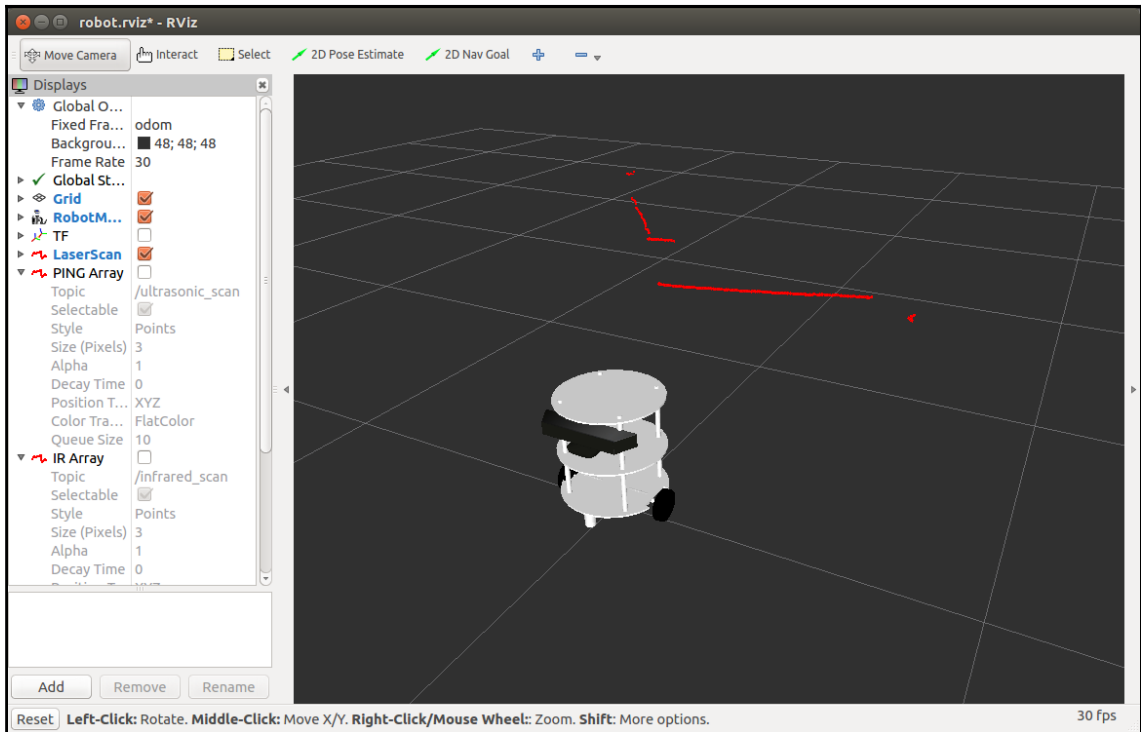 robot.rviz* - RViz
Move Camera Interact Select 2D Pose Estimate 2D Nav Goal
Displays
Global O...
Fixed Fra... odom
Backgrou... 48; 48; 48
Frame Rate 30
Global St...
Grid
RobotM...
TF
LaserScan
PING Array
Topic /ultrasonic_scan
Selectable
Style Points
Size (Pixels) 3
Alpha 1
Decay Time 0
Position T... XYZ
Color Tra... FlatColor
Queue Size 10
IR Array
Topic /infrared_scan
Selectable
Style Points
Size (Pixels) 3
Alpha 1
Decay Time 0
Add Remove Rename
Reset Left-Click: Rotate. Middle-Click: Move X/Y. Right-Click/Mouse Wheel:: Zoom. Shift: More options. 30 fps